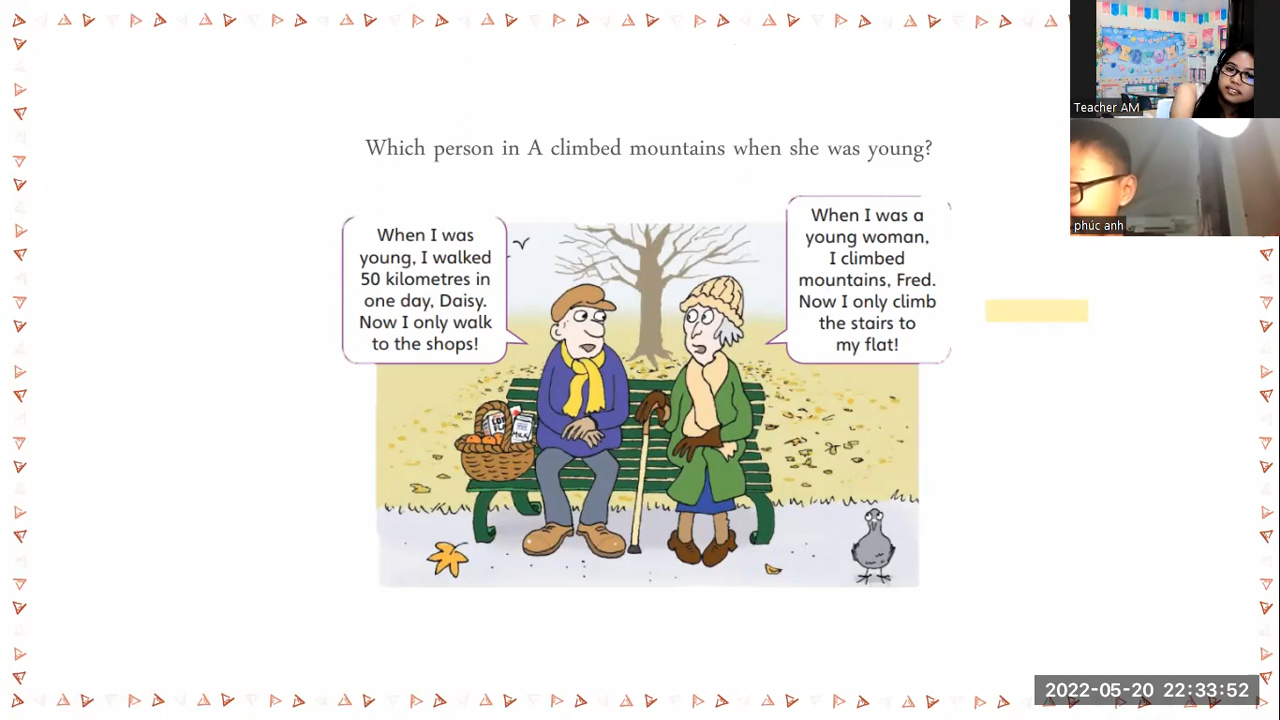 Which person in A climbed mountains when she was young?
When I was
young, I walked
50 kilometres in
one day, Daisy.
Now I only walk
to the shops!
When I was a
young woman,
I climbed
mountains, Fred.
Now I only climb
the stairs to
my flat!
MILK
Teacher AM
phúc anh
2022-05-20 22:33:52